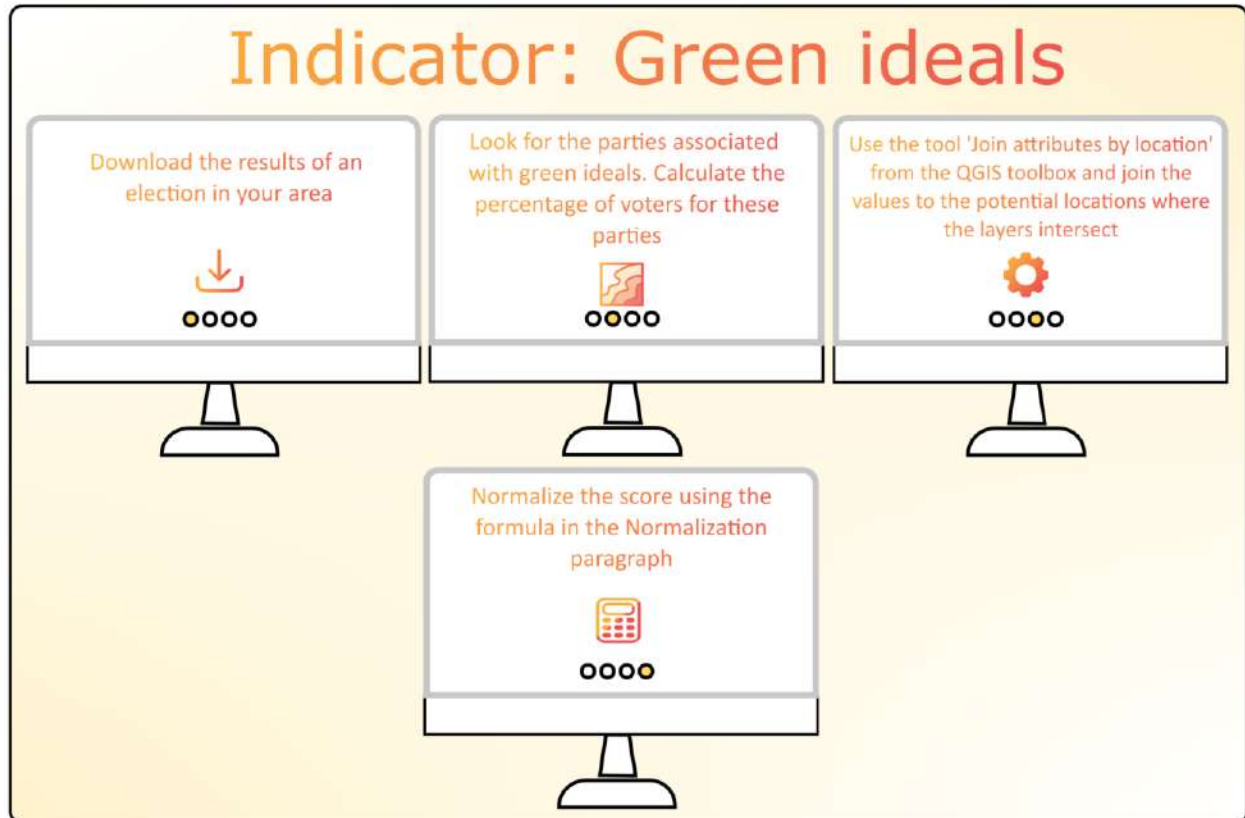 Indicator: Green ideals
Download the results of an
election in your area
Look for the parties associated
with green ideals. Calculate the
percentage of voters for these
parties
Use the tool 'Join attributes by location'
from the QGIS toolbox and join the
values to the potential locations where
the layers intersect
Normalize the score using the
formula in the Normalization
paragraph